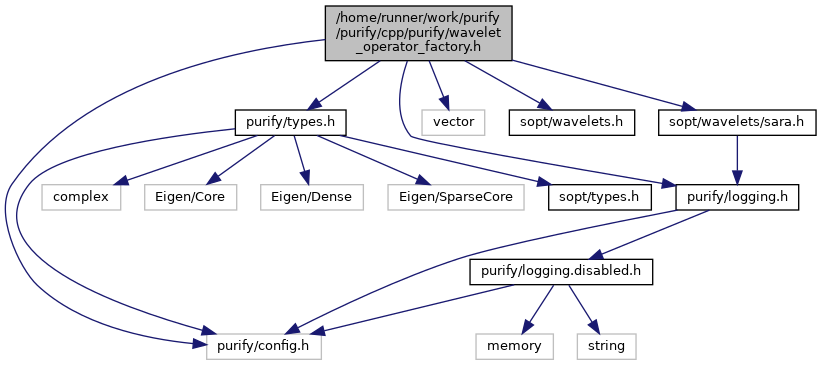 /home/runner/work/purify
/purify/cpp/purify/wavelet
_operator_factory.h
purify/types.h
vector
sopt/wavelets.h
sopt/wavelets/sara.h
complex
Eigen/Core
Eigen/Dense
Eigen/SparseCore
sopt/types.h
purify/logging.h
purify/logging.disabled.h
purify/config.h
memory
string